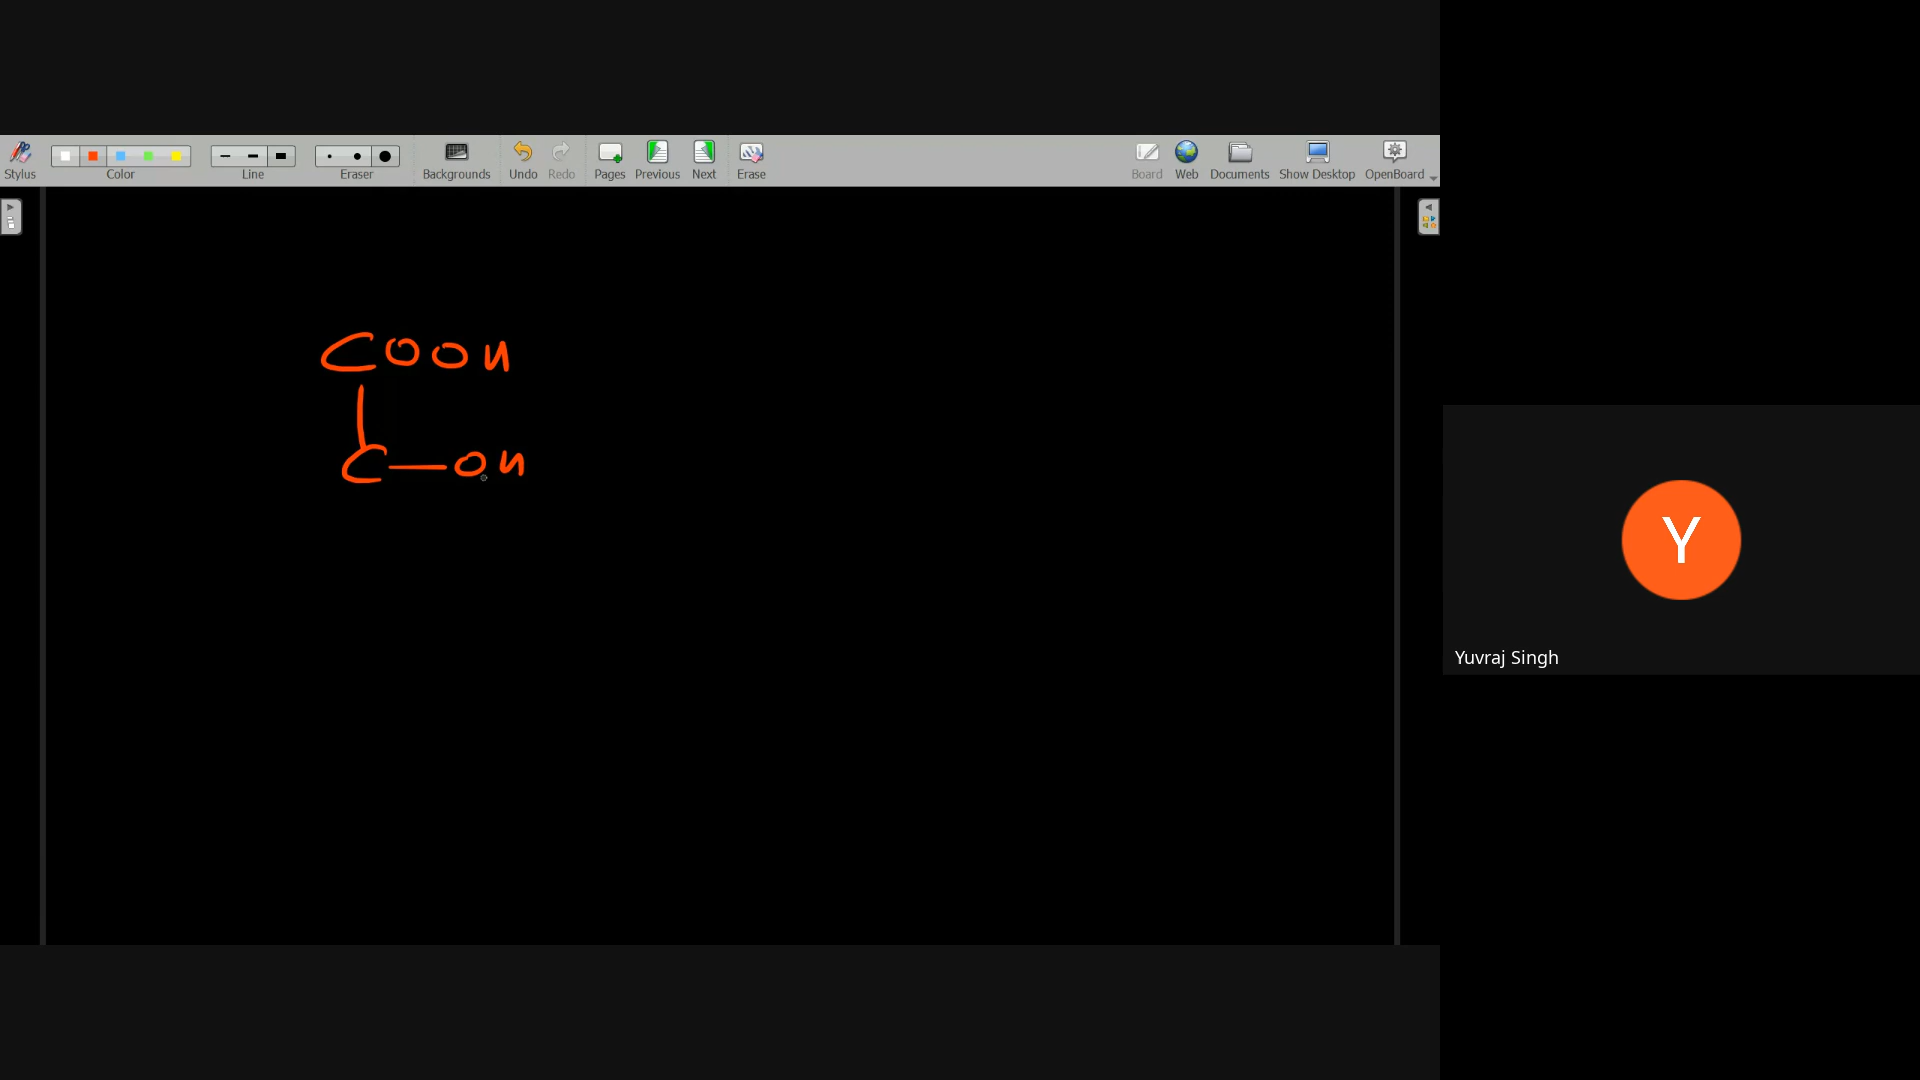 Stylus Color Line Eraser Backgrounds Undo Redo Pages Previous Next Erase Board Web Documents Show Desktop OpenBoard
COOH
C—OH
Y
Yuvraj Singh